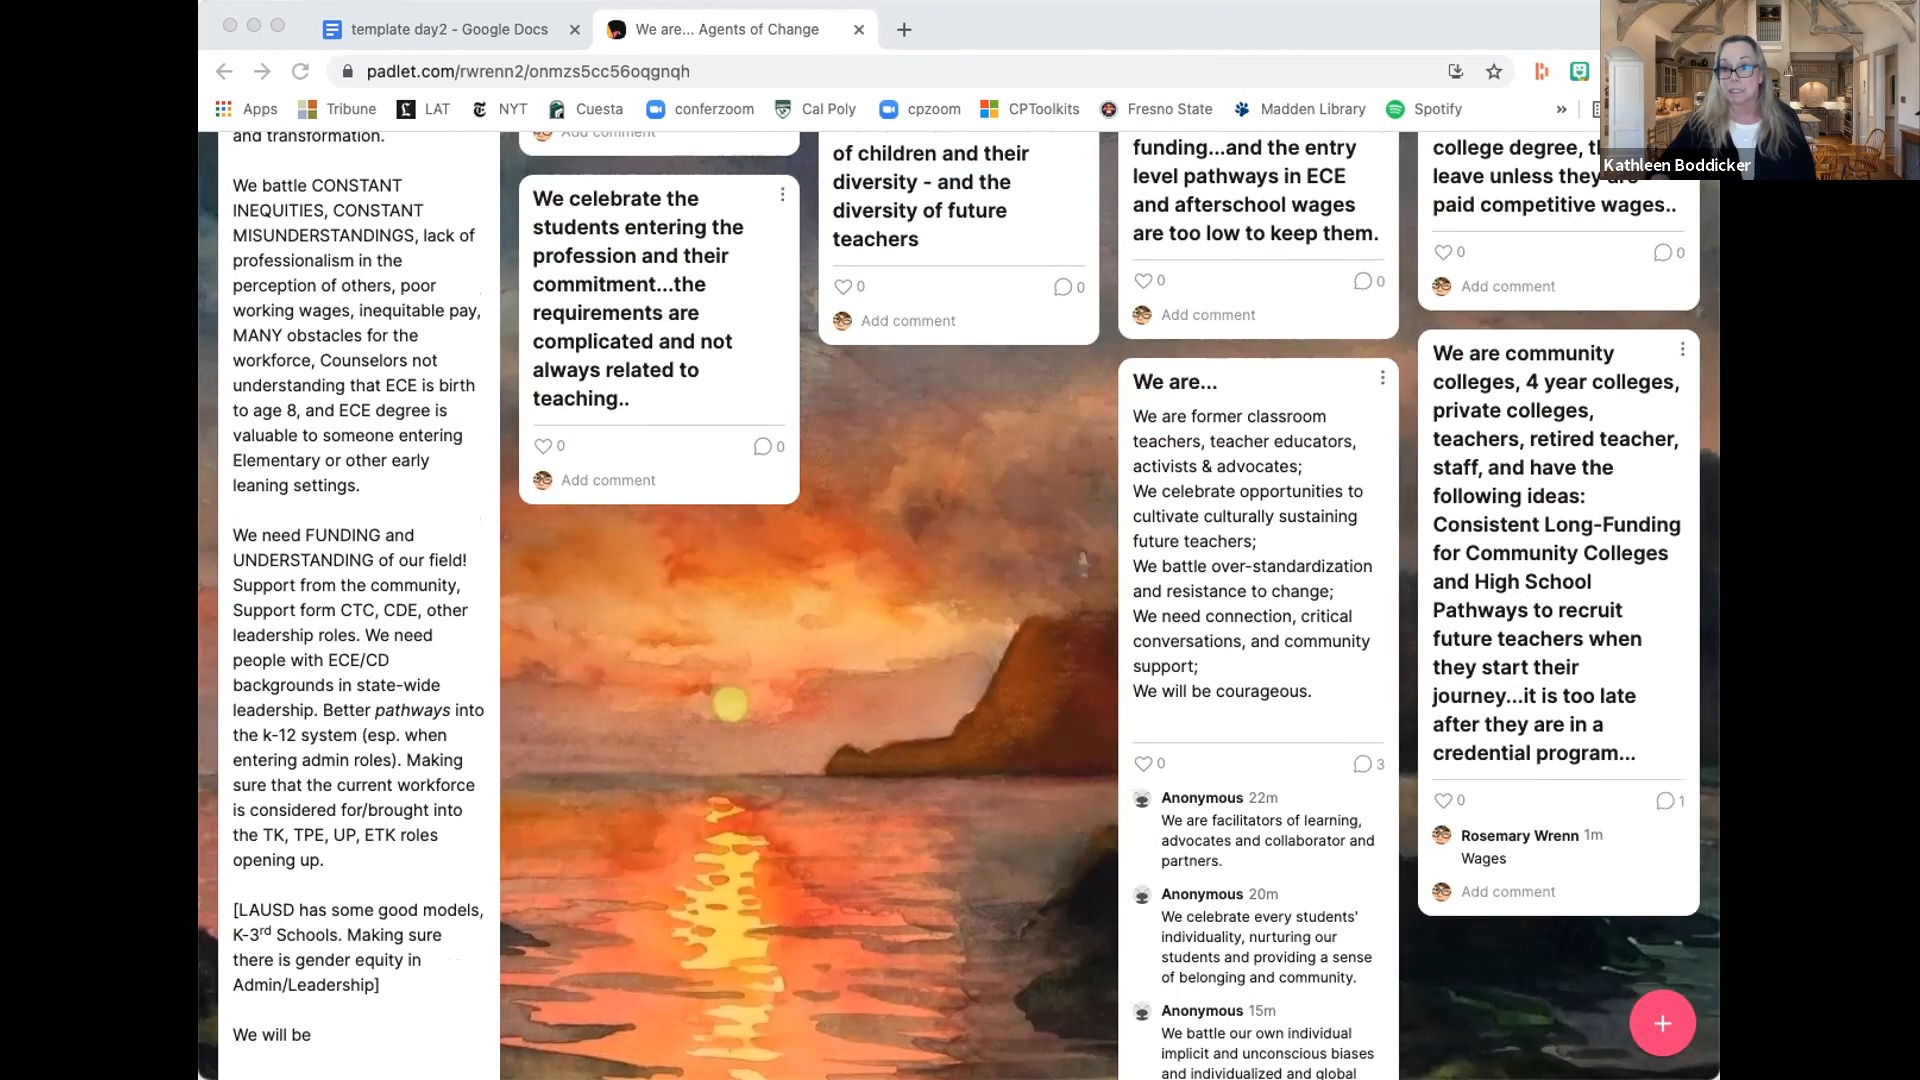 template day2 - Google Docs
We are... Agents of Change
padlet.com/rwrenn2/onmzs5cc56oqgnqh
Apps
Tribune
LAT
NYT
Cuesta
conferzoom
Cal Poly
cpzoom
CPToolkits
Fresno State
Madden Library
Spotify
»
Kathleen Boddicker
and transformation.
We battle CONSTANT
INEQUITIES, CONSTANT
MISUNDERSTANDINGS, lack of
professionalism in the
perception of others, poor
working wages, inequitable pay,
MANY obstacles for the
workforce, Counselors not
understanding that ECE is birth
to age 8, and ECE degree is
valuable to someone entering
Elementary or other early
leaning settings.
We need FUNDING and
UNDERSTANDING of our field!
Support from the community,
Support form CTC, CDE, other
leadership roles. We need
people with ECE/CD
backgrounds in state-wide
leadership. Better pathways into
the k-12 system (esp. when
entering admin roles). Making
sure that the current workforce
is considered for/brought into
the TK, TPE, UP, ETK roles
opening up.
[LAUSD has some good models,
K-3rd Schools. Making sure
there is gender equity in
Admin/Leadership]
We will be
Add comment
We celebrate the
students entering the
profession and their
commitment...the
requirements are
complicated and not
always related to
teaching..
0
0
Add comment
of children and their
diversity - and the
diversity of future
teachers
0
0
Add comment
funding...and the entry
level pathways in ECE
and afterschool wages
are too low to keep them.
0
0
Add comment
We are...
We are former classroom
teachers, teacher educators,
activists & advocates;
We celebrate opportunities to
cultivate culturally sustaining
future teachers;
We battle over-standardization
and resistance to change;
We need connection, critical
conversations, and community
support;
We will be courageous.
0
3
Anonymous 22m
We are facilitators of learning,
advocates and collaborator and
partners.
Anonymous 20m
We celebrate every students'
individuality, nurturing our
students and providing a sense
of belonging and community.
Anonymous 15m
We battle our own individual
implicit and unconscious biases
and individualized and global
college degree,
leave unless they are
paid competitive wages..
0
0
Add comment
We are community
colleges, 4 year colleges,
private colleges,
teachers, retired teacher,
staff, and have the
following ideas:
Consistent Long-Funding
for Community Colleges
and High School
Pathways to recruit
future teachers when
they start their
journey...it is too late
after they are in a
credential program...
0
1
Rosemary Wrenn 1m
Wages
Add comment